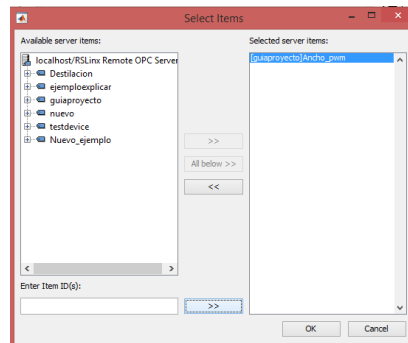 Select Items
Available server items:
Selected server items:
localhost/RSLinx Remote OPC Server
Destilacion
ejemploexplicar
guiaproyecto
nuevo
testdevice
Nuevo_ejemplo
[guiaproyecto]Ancho_pwm
>>
All below >>
<<
Enter Item ID(s):
>>
OK
Cancel